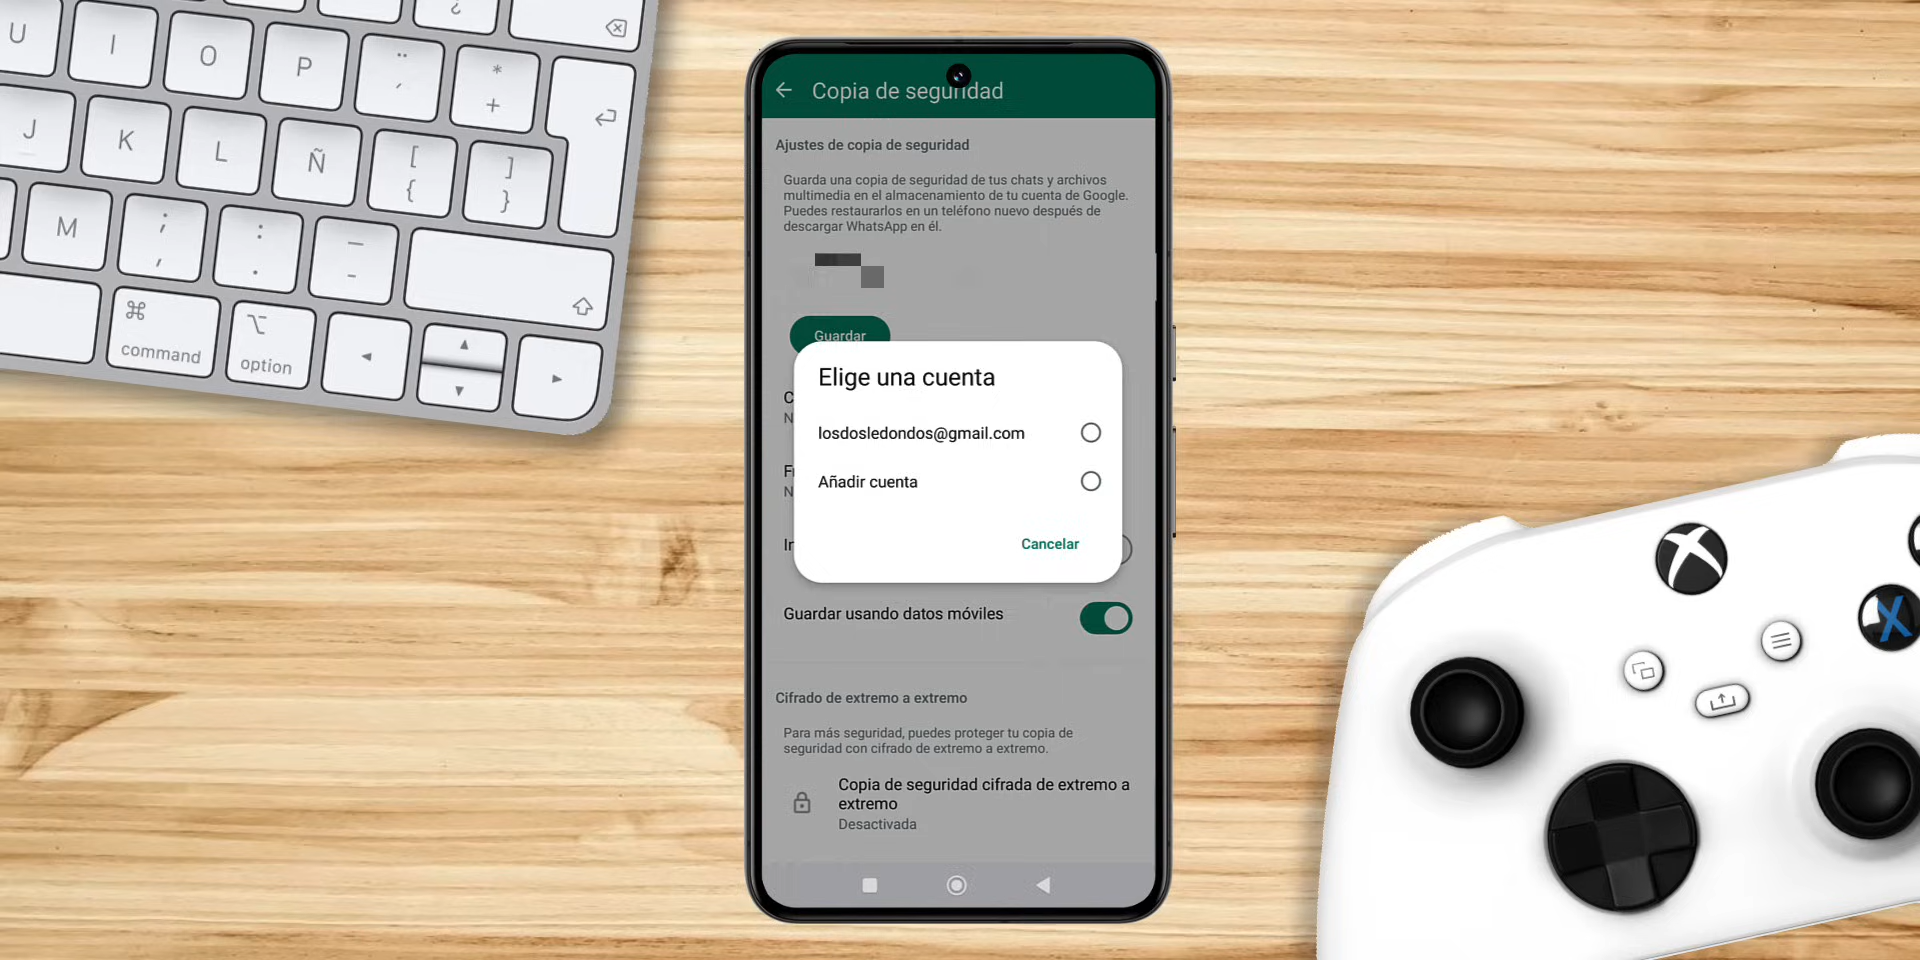 U I O P ¨ ´ * + ¿
J K L Ñ [ { ] }
M ; , : . _ -
⌘ command
⌥ option
Copia de seguridad
Ajustes de copia de seguridad
Guarda una copia de seguridad de tus chats y archivos
multimedia en el almacenamiento de tu cuenta de Google.
Puedes restaurarlos en un teléfono nuevo después de
descargar WhatsApp en él.
Guardar
Elige una cuenta
C
N
losdosledondos@gmail.com
F
N
Añadir cuenta
In
Cancelar
Guardar usando datos móviles
Cifrado de extremo a extremo
Para más seguridad, puedes proteger tu copia de
seguridad con cifrado de extremo a extremo.
Copia de seguridad cifrada de extremo a
extremo
Desactivada
X